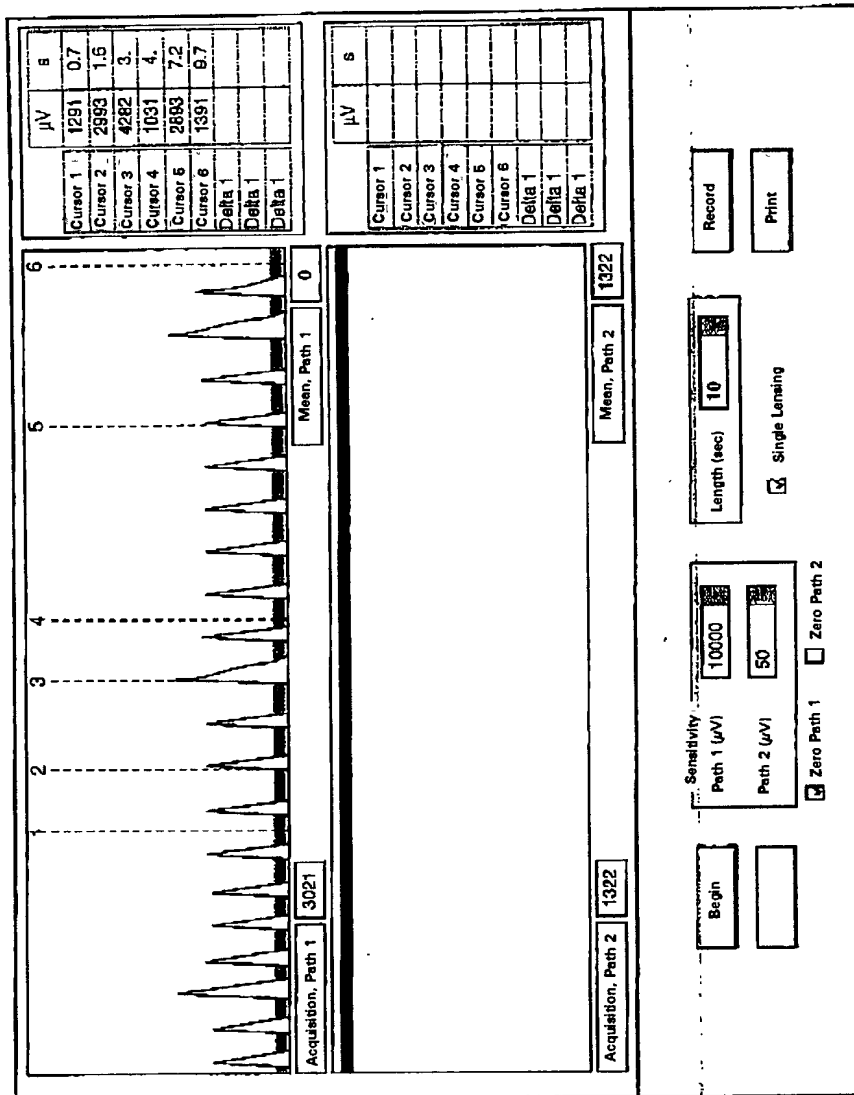 1 2 3 4 5 6
µV s
Cursor 1 1291 0.7
Cursor 2 2993 1.6
Cursor 3 4282 3.
Cursor 4 1031 4.
Cursor 5 2893 7.2
Cursor 6 9.7 1391
Delta 1
Delta 1
Delta 1
Acquisition, Path 1 3021 Mean, Path 1 0
µV s
Cursor 1
Cursor 2
Cursor 3
Cursor 4
Cursor 5
Cursor 6
Delta 1
Delta 1
Delta 1
Acquisition, Path 2 1322 Mean, Path 2 1322
Begin
Sensitivity
Path 1 (µV) 10000
Path 2 (µV) 50
Zero Path 1 Zero Path 2
Length (sec) 10
Single Lensing
Record
Print